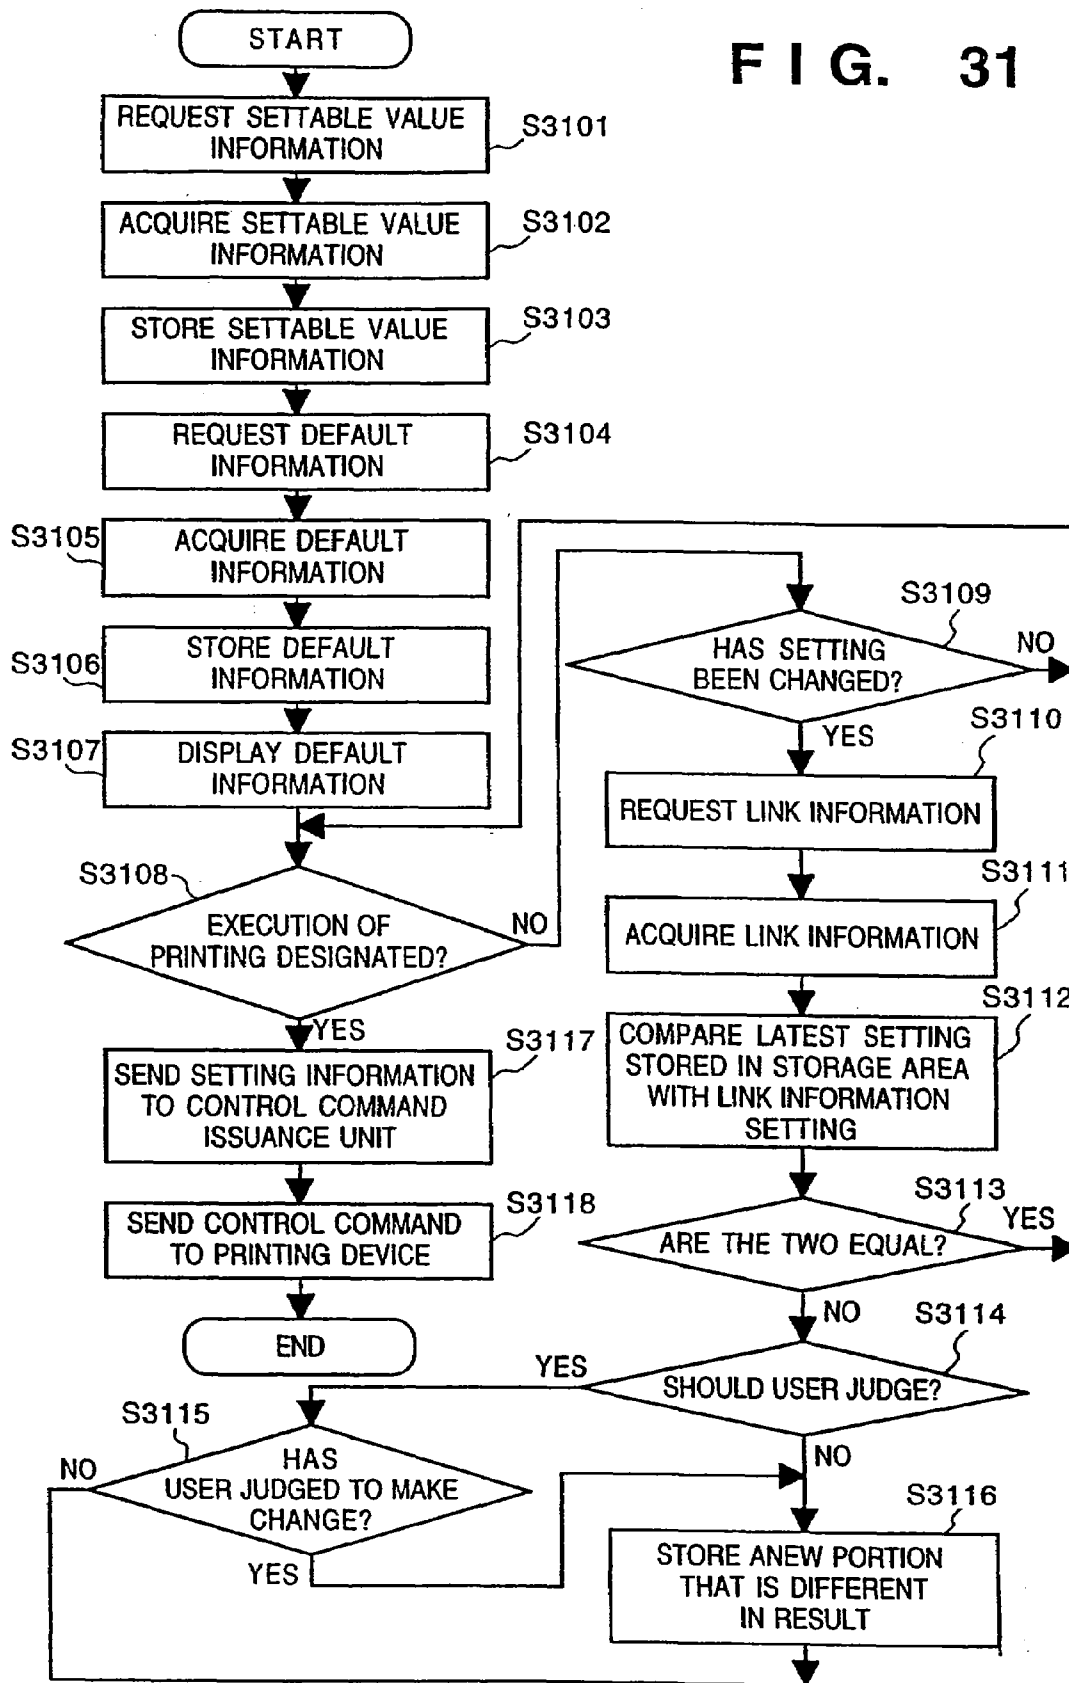 FIG. 31
START
REQUEST SETTABLE VALUE
INFORMATION
S3101
ACQUIRE SETTABLE VALUE
INFORMATION
S3102
STORE SETTABLE VALUE
INFORMATION
S3103
REQUEST DEFAULT
INFORMATION
S3104
S3105
ACQUIRE DEFAULT
INFORMATION
S3106
STORE DEFAULT
INFORMATION
S3107
DISPLAY DEFAULT
INFORMATION
S3108
EXECUTION OF
PRINTING DESIGNATED?
NO
YES
S3109
HAS SETTING
BEEN CHANGED?
NO
YES
S3110
REQUEST LINK INFORMATION
S3111
ACQUIRE LINK INFORMATION
S3112
COMPARE LATEST SETTING
STORED IN STORAGE AREA
WITH LINK INFORMATION
SETTING
S3113
ARE THE TWO EQUAL?
YES
NO
S3114
SHOULD USER JUDGE?
YES
NO
S3115
HAS
USER JUDGED TO MAKE
CHANGE?
NO
YES
S3116
STORE ANEW PORTION
THAT IS DIFFERENT
IN RESULT
S3117
SEND SETTING INFORMATION
TO CONTROL COMMAND
ISSUANCE UNIT
S3118
SEND CONTROL COMMAND
TO PRINTING DEVICE
END